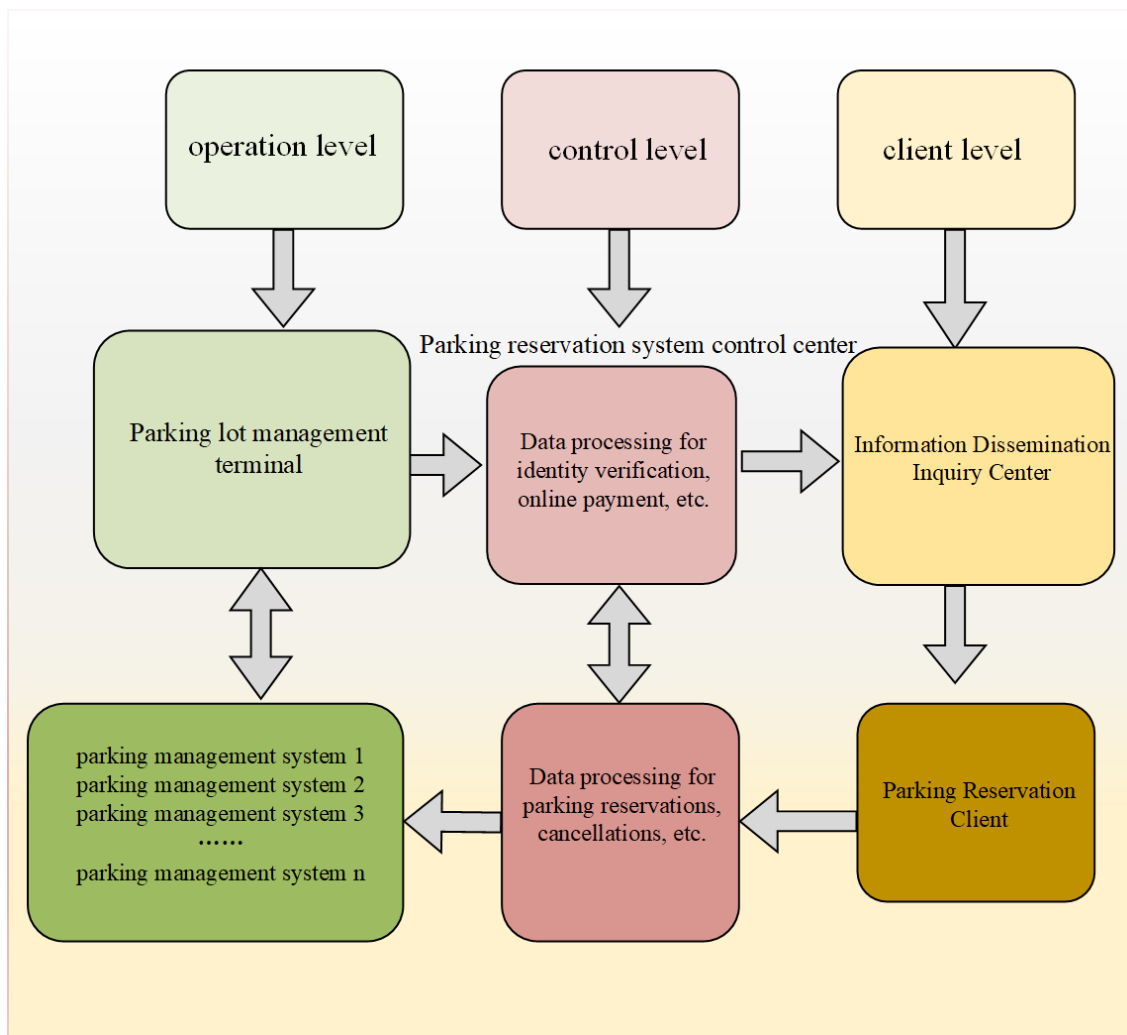 operation level
control level
client level
Parking reservation system control center
Parking lot management
terminal
Data processing for
identity verification,
online payment, etc.
Information Dissemination
Inquiry Center
parking management system 1
parking management system 2
parking management system 3
......
parking management system n
Data processing for
parking reservations,
cancellations, etc.
Parking Reservation
Client